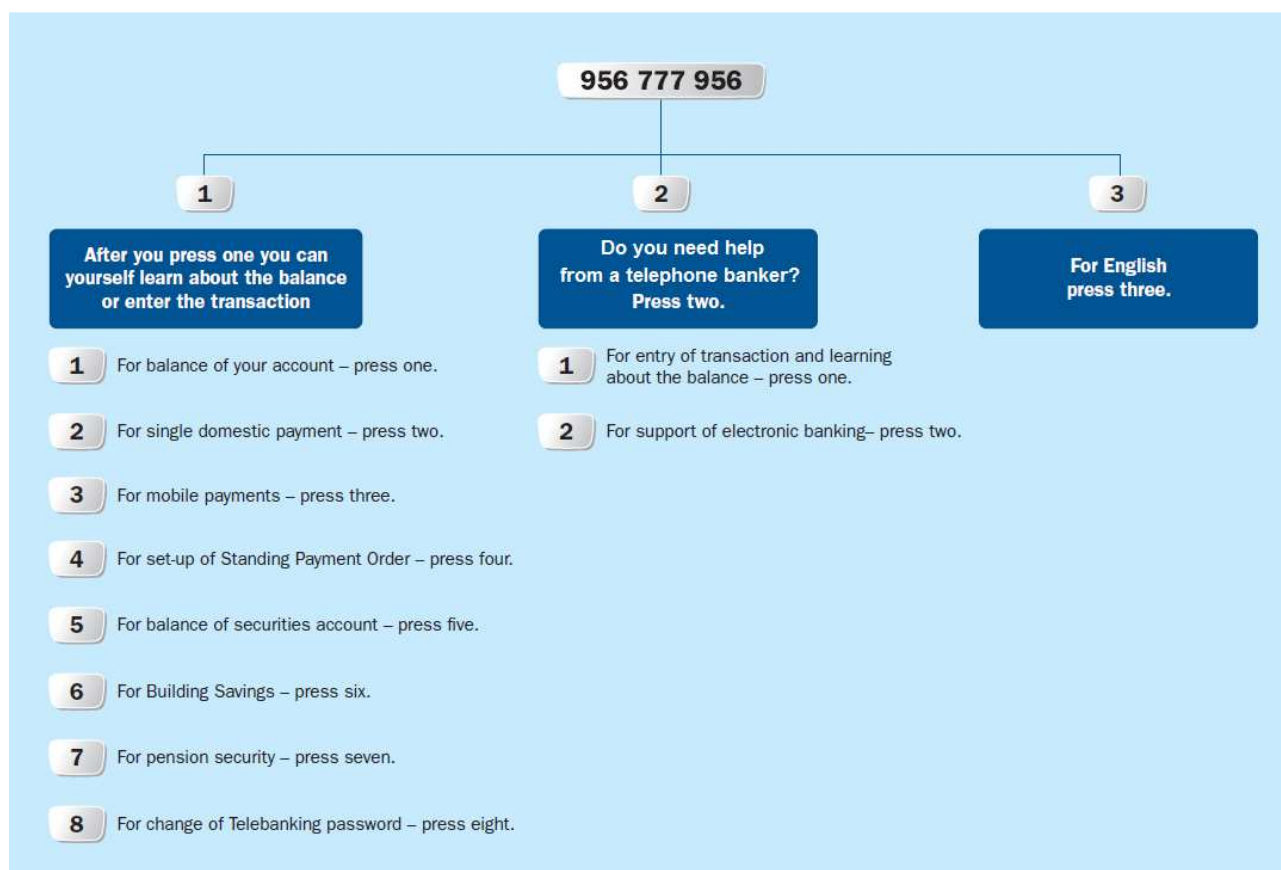 956 777 956
1
After you press one you can
yourself learn about the balance
or enter the transaction
1 For balance of your account – press one.
2 For single domestic payment – press two.
3 For mobile payments – press three.
4 For set-up of Standing Payment Order – press four.
5 For balance of securities account – press five.
6 For Building Savings – press six.
7 For pension security – press seven.
8 For change of Telebanking password – press eight.
2
Do you need help
from a telephone banker?
Press two.
1 For entry of transaction and learning
about the balance – press one.
2 For support of electronic banking– press two.
3
For English
press three.